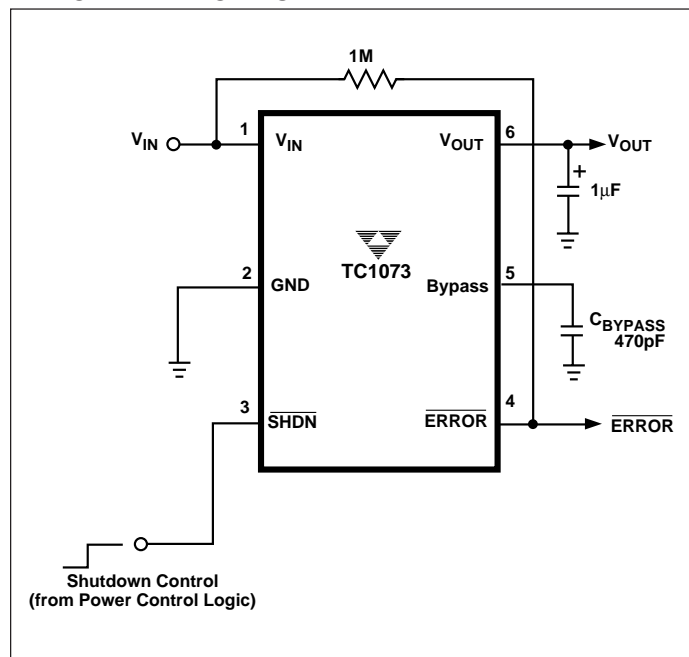 1M
VIN
1
VIN
VOUT
6
VOUT
+
1µF
TC1073
2
GND
Bypass
5
CBYPASS
470pF
3
SHDN
ERROR
4
ERROR
Shutdown Control
(from Power Control Logic)